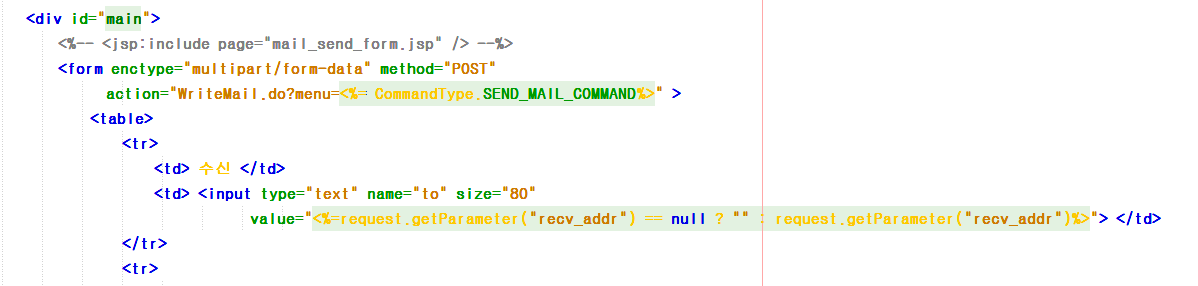 <div id="main">
<%-- <jsp:include page="mail_send_form.jsp" /> --%>
<form enctype="multipart/form-data" method="POST"
action="WriteMail.do?menu=<%= CommandType.SEND_MAIL_COMMAND%>" >
<table>
<tr>
<td> 수신 </td>
<td> <input type="text" name="to" size="80"
value="<%=request.getParameter("recv_addr") == null ? "" : request.getParameter("recv_addr")%>"> </td>
</tr>
<tr>